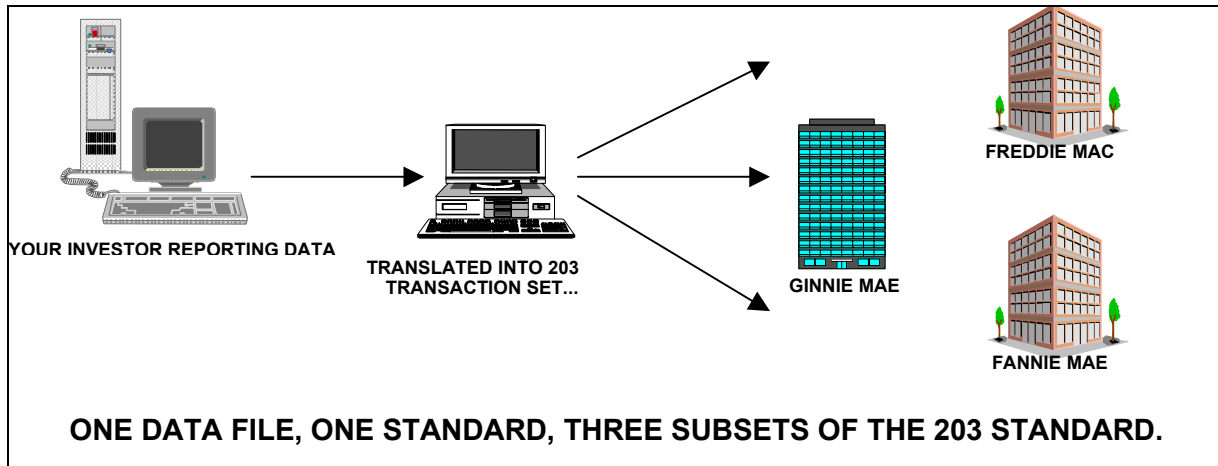 YOUR INVESTOR REPORTING DATA
TRANSLATED INTO 203
TRANSACTION SET...
GINNIE MAE
FREDDIE MAC
FANNIE MAE
ONE DATA FILE, ONE STANDARD, THREE SUBSETS OF THE 203 STANDARD.